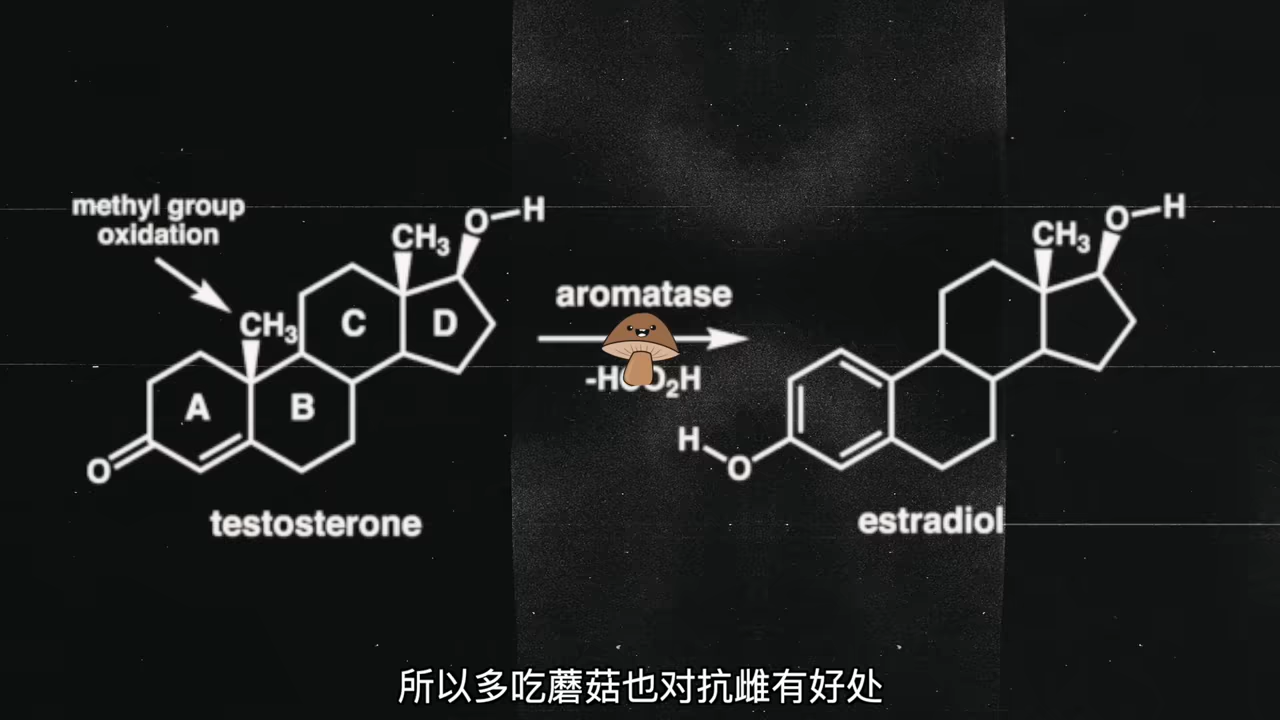 methyl group
oxidation
CH3
O
A
B
C
D
CH3
O
H
testosterone
aromatase
-HCO2H
CH3
O
H
H
O
estradiol
所以多吃蘑菇也对抗雌有好处